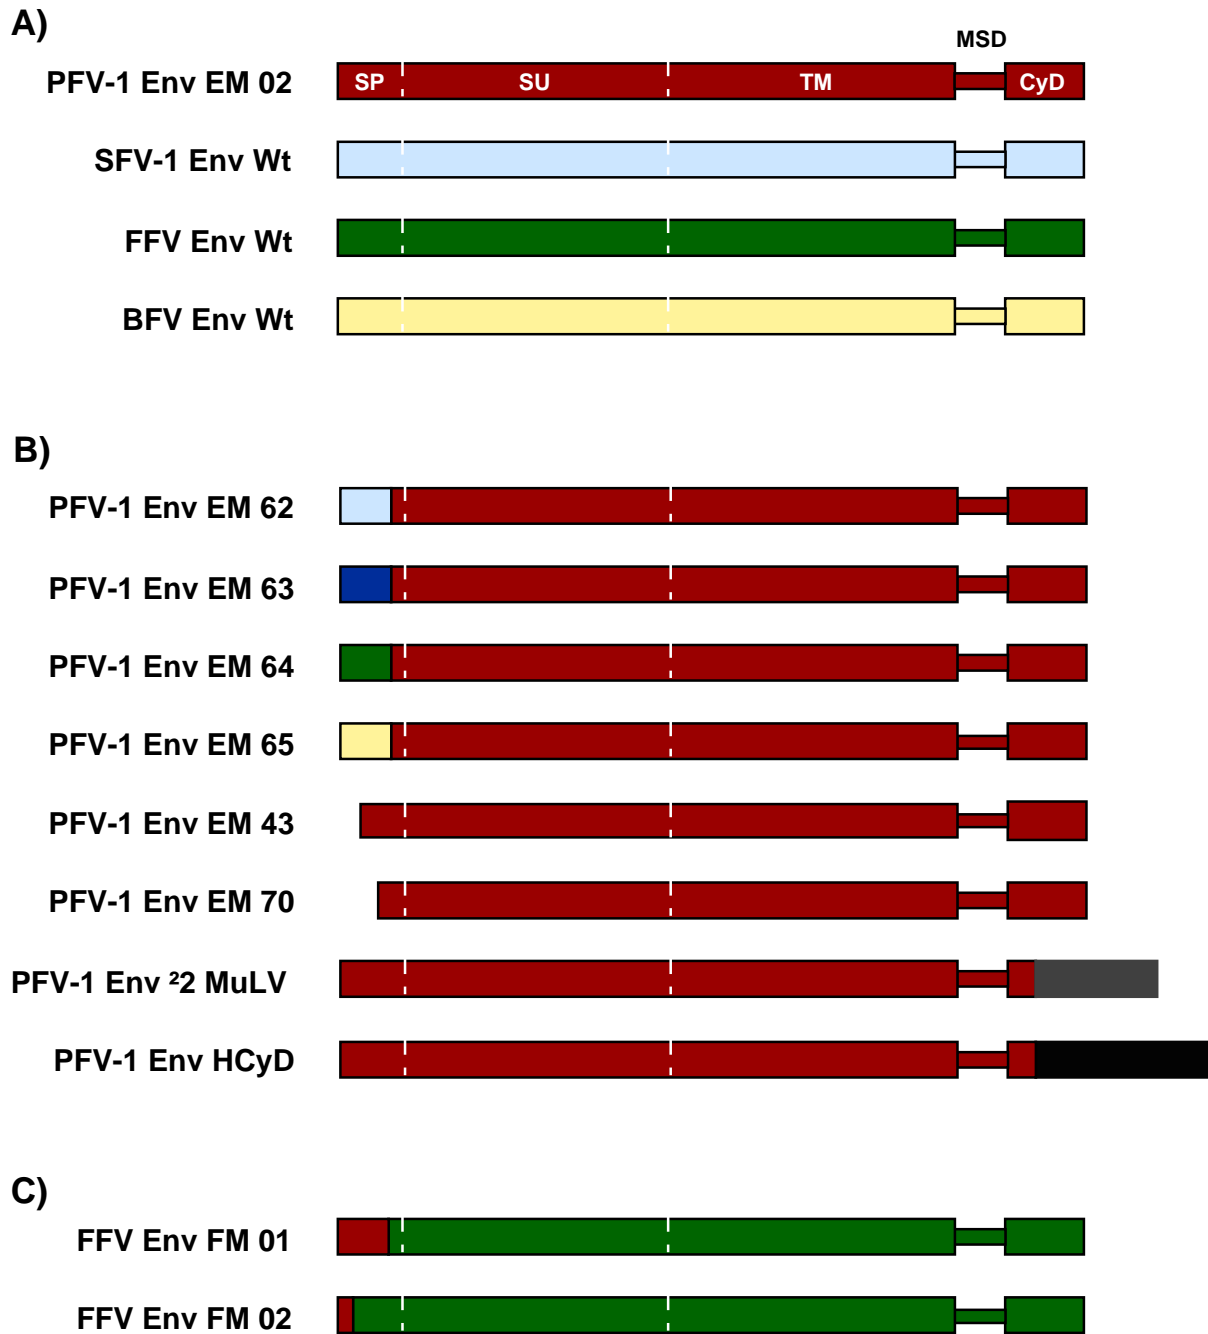 A)
MSD
PFV-1 Env EM 02 SP SU TM CyD
SFV-1 Env Wt
FFV Env Wt
BFV Env Wt
B)
PFV-1 Env EM 62
PFV-1 Env EM 63
PFV-1 Env EM 64
PFV-1 Env EM 65
PFV-1 Env EM 43
PFV-1 Env EM 70
PFV-1 Env ²2 MuLV
PFV-1 Env HCyD
C)
FFV Env FM 01
FFV Env FM 02